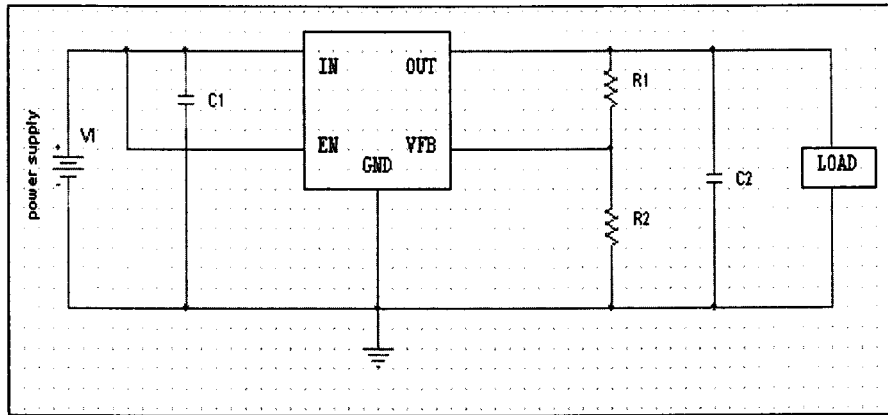 IN
OUT
R1
C1
power supply
V1
EN
VFB
GND
LOAD
C2
R2